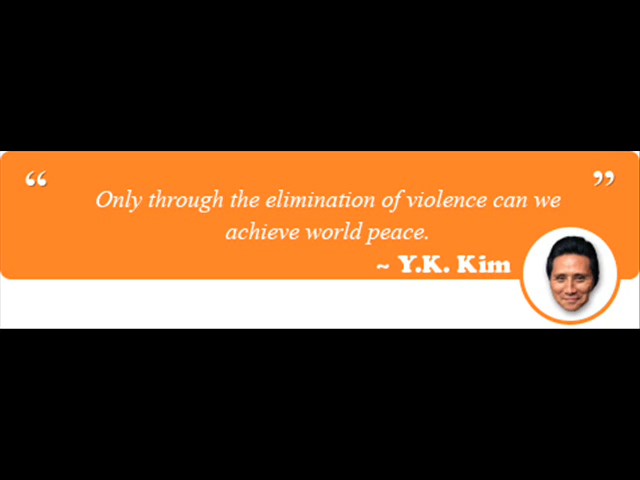 “ ”
Only through the elimination of violence can we
achieve world peace.
~ Y.K. Kim